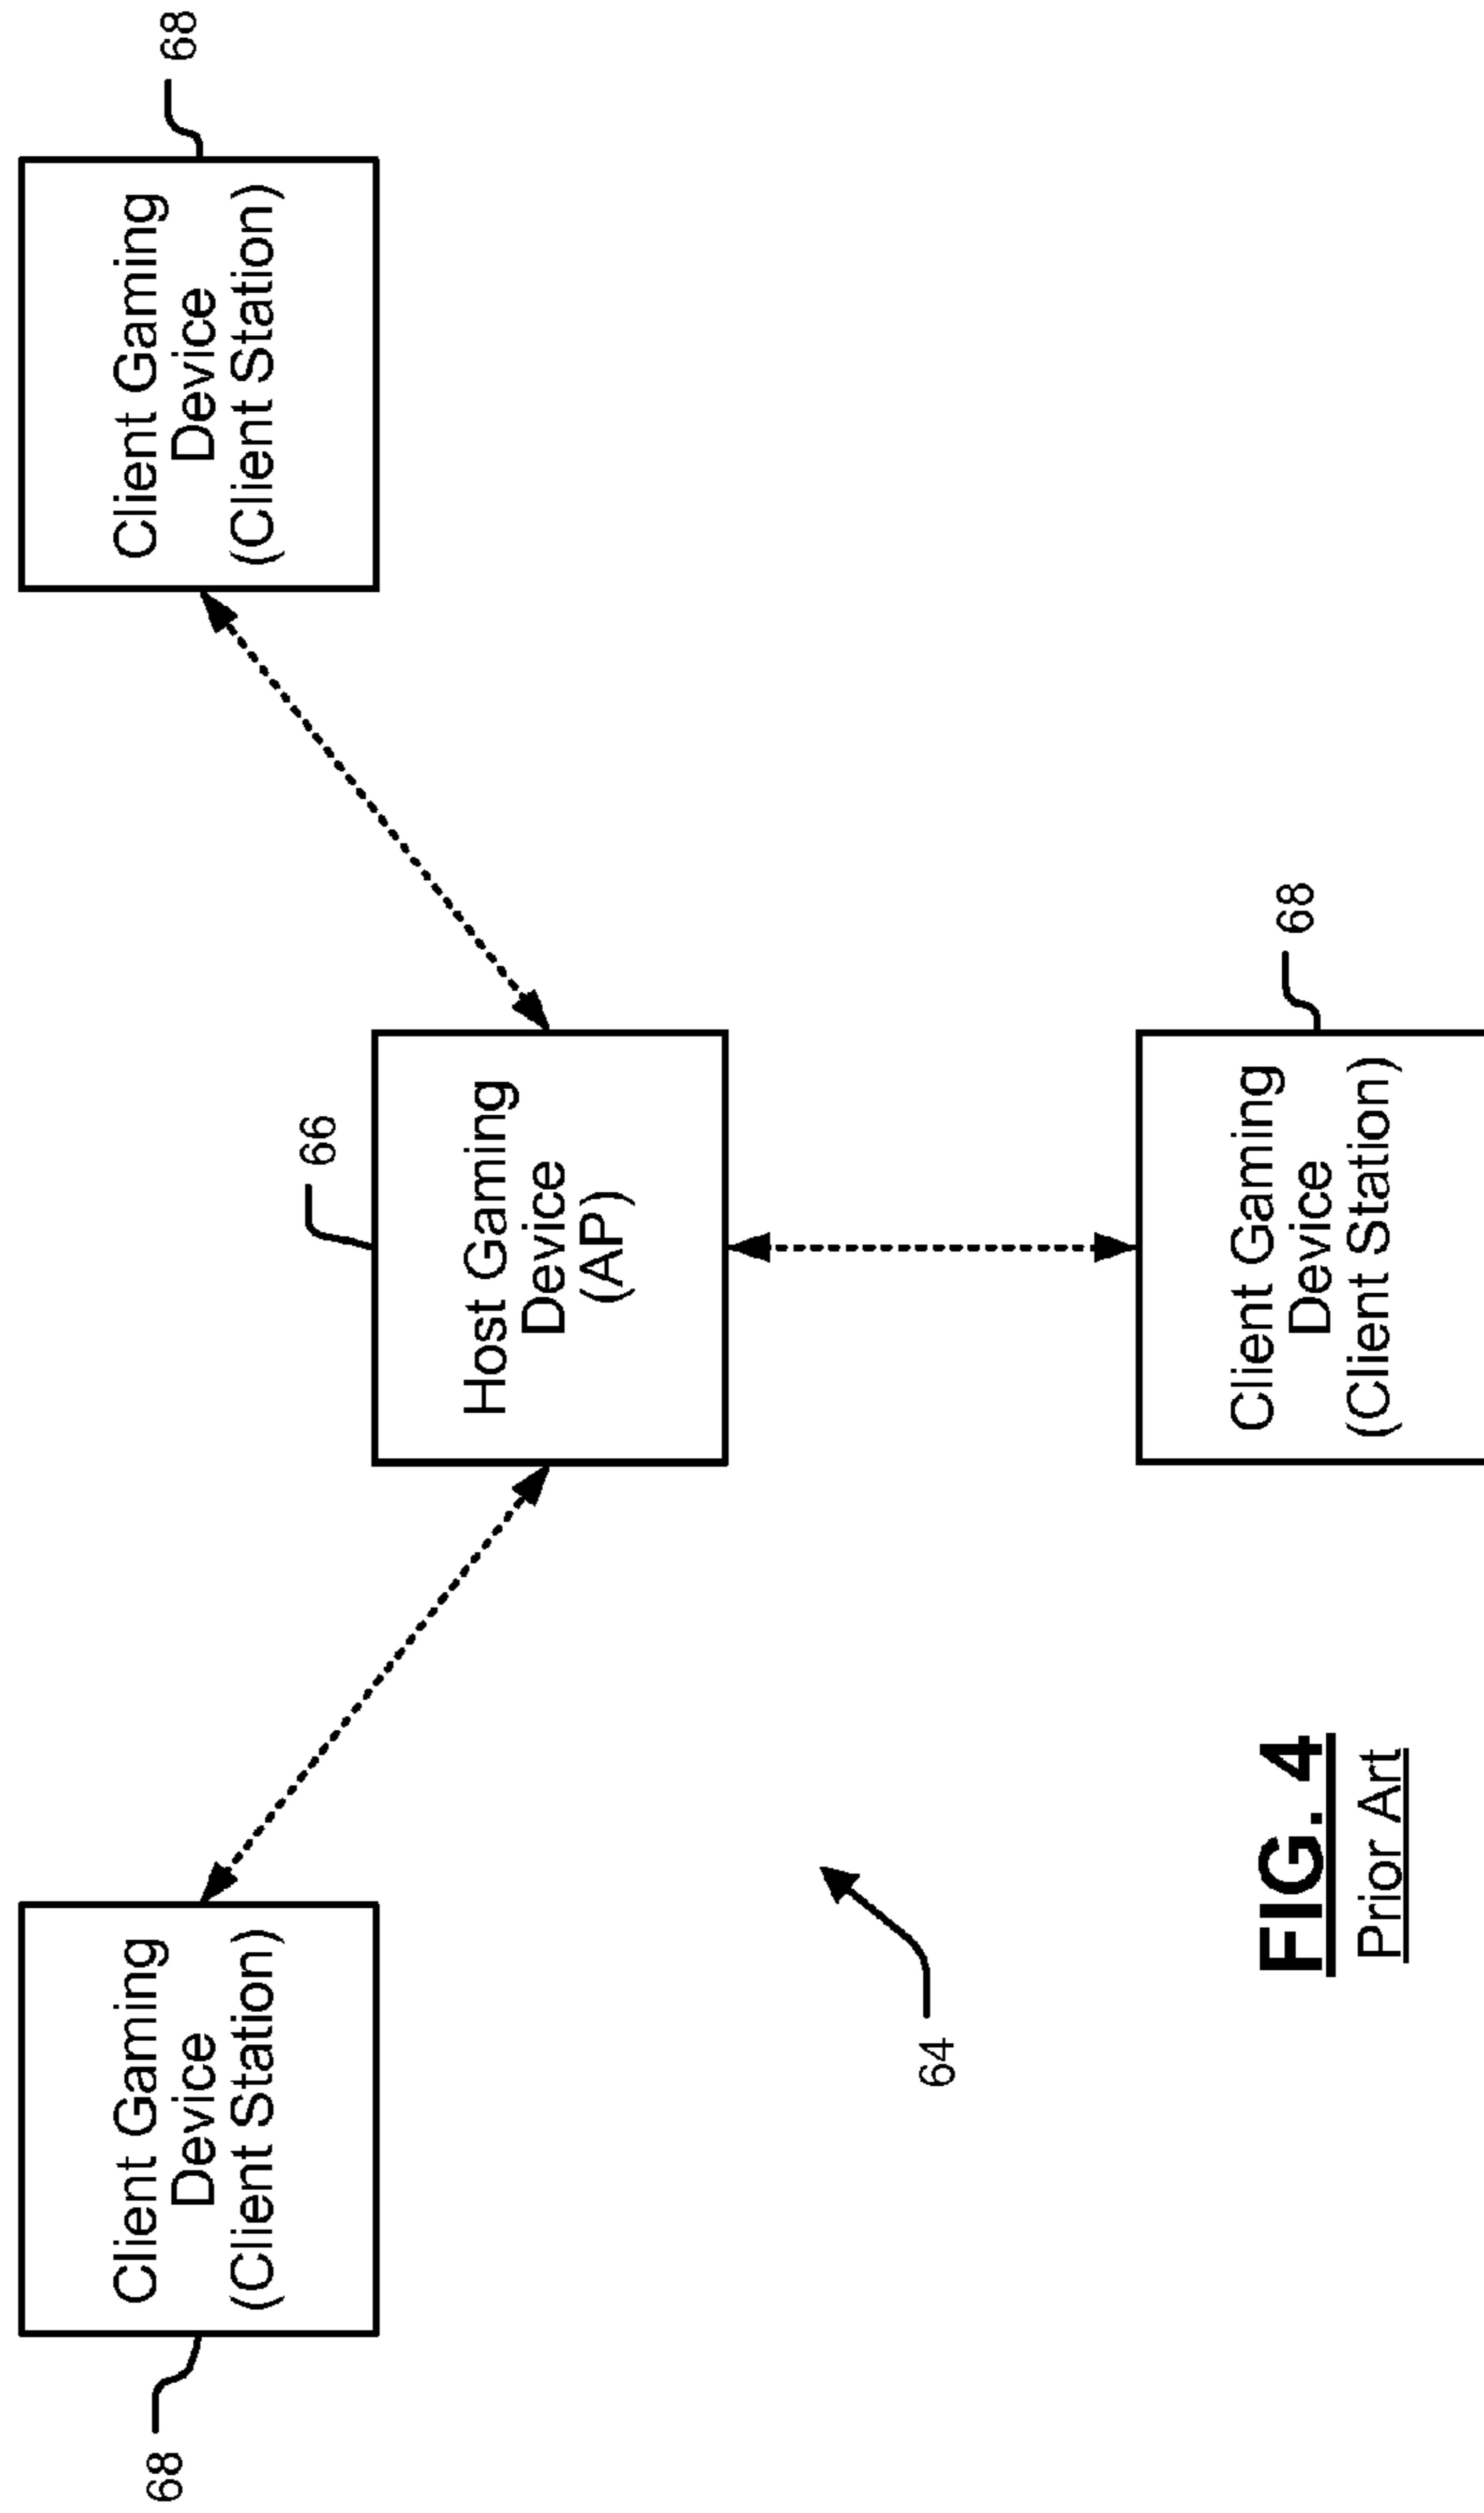 68
Client Gaming
Device
(Client Station)
66
Host Gaming
Device
(AP)
Client Gaming
Device
(Client Station)
68
64
Client Gaming
Device
(Client Station)
68
FIG. 4
Prior Art